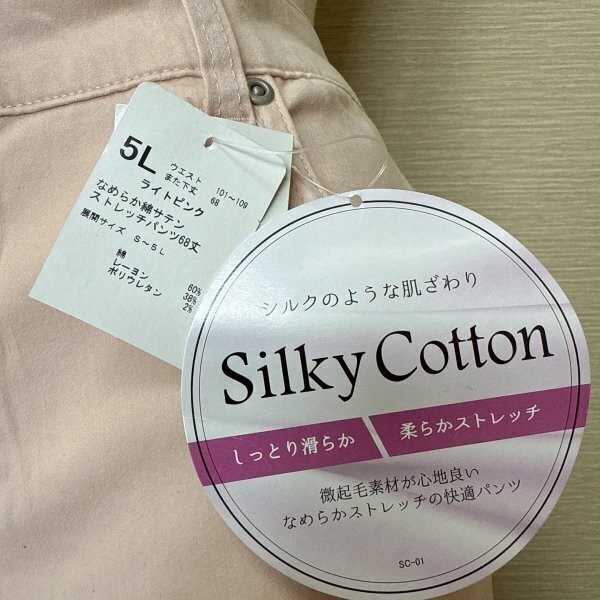 5L
ウエスト 101~109
また下丈 68
ライトピンク
なめらか綿サテン
ストレッチパンツ68丈
展開サイズ S~5L
綿 60%
レーヨン 38%
ポリウレタン 2%
シルクのような肌ざわり
Silky Cotton
しっとり滑らか
柔らかストレッチ
微起毛素材が心地良い
なめらかストレッチの快適パンツ
SC-01